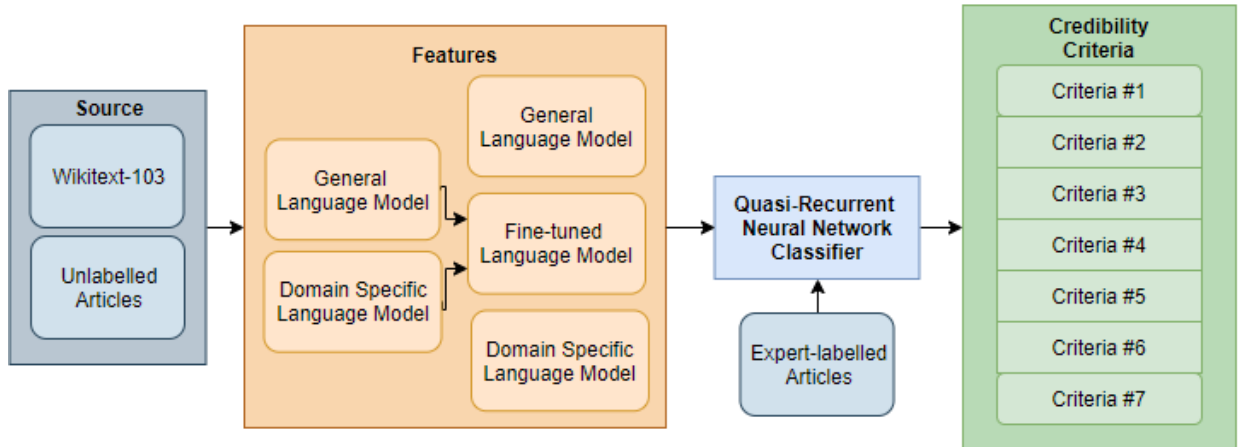 Source
Wikitext-103
Unlabelled
Articles
Features
General
Language Model
Domain Specific
Language Model
General
Language Model
Fine-tuned
Language Model
Domain Specific
Language Model
Quasi-Recurrent
Neural Network
Classifier
Expert-labelled
Articles
Credibility
Criteria
Criteria #1
Criteria #2
Criteria #3
Criteria #4
Criteria #5
Criteria #6
Criteria #7